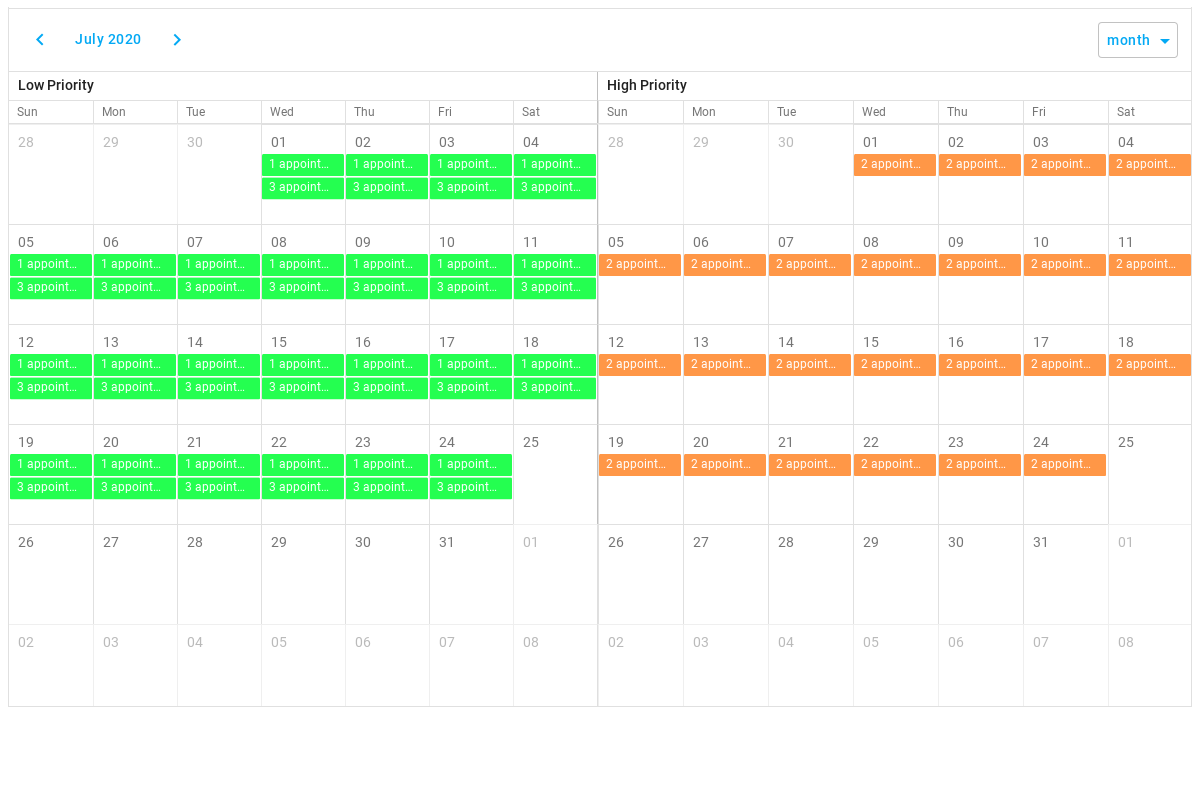 July 2020 month
Low Priority High Priority
Sun Mon Tue Wed Thu Fri Sat Sun Mon Tue Wed Thu Fri Sat
28 29 30 01 02 03 04 28 29 30 01 02 03 04
1 appoint... 1 appoint... 1 appoint... 1 appoint... 2 appoint... 2 appoint... 2 appoint... 2 appoint...
3 appoint... 3 appoint... 3 appoint... 3 appoint...
05 06 07 08 09 10 11 05 06 07 08 09 10 11
1 appoint... 1 appoint... 1 appoint... 1 appoint... 1 appoint... 1 appoint... 1 appoint... 2 appoint... 2 appoint... 2 appoint... 2 appoint... 2 appoint... 2 appoint... 2 appoint...
3 appoint... 3 appoint... 3 appoint... 3 appoint... 3 appoint... 3 appoint... 3 appoint...
12 13 14 15 16 17 18 12 13 14 15 16 17 18
1 appoint... 1 appoint... 1 appoint... 1 appoint... 1 appoint... 1 appoint... 1 appoint... 2 appoint... 2 appoint... 2 appoint... 2 appoint... 2 appoint... 2 appoint... 2 appoint...
3 appoint... 3 appoint... 3 appoint... 3 appoint... 3 appoint... 3 appoint... 3 appoint...
19 20 21 22 23 24 25 19 20 21 22 23 24 25
1 appoint... 1 appoint... 1 appoint... 1 appoint... 1 appoint... 1 appoint... 2 appoint... 2 appoint... 2 appoint... 2 appoint... 2 appoint... 2 appoint...
3 appoint... 3 appoint... 3 appoint... 3 appoint... 3 appoint... 3 appoint...
26 27 28 29 30 31 01 26 27 28 29 30 31 01
02 03 04 05 06 07 08 02 03 04 05 06 07 08